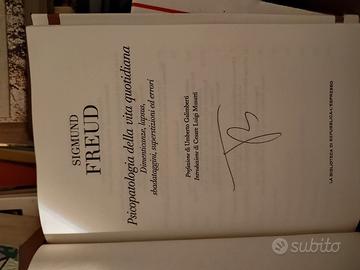 SIGMUND
FREUD
Psicopatologia della vita quotidiana
Dimenticanze, lapsus,
sbadataggini, superstizioni ed errori
Prefazione di Umberto Galimberti
Introduzione di Cesare Luigi Musatti
LA BIBLIOTECA DI REPUBBLICA-L'ESPRESSO
subito